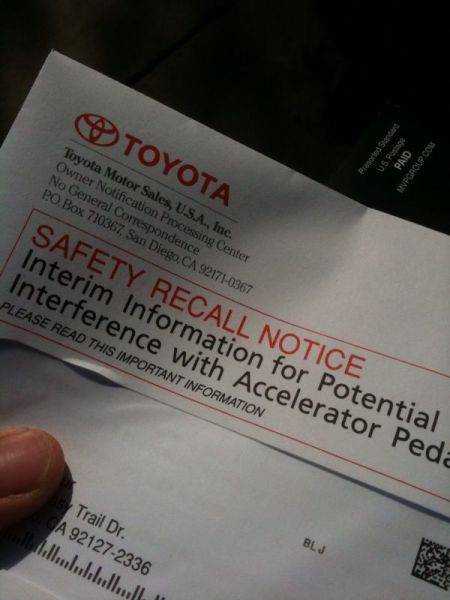 TOYOTA
Toyota Motor Sales, U.S.A., Inc.
Owner Notification Processing Center
No General Correspondence
PO Box 710367, San Diego, CA 92171-0367
Presorted Standard
U.S. Postage
PAID
MVPGROUP.COM
SAFETY RECALL NOTICE
Interim Information for Potential
Interference with Accelerator Peda
PLEASE READ THIS IMPORTANT INFORMATION
Trail Dr.
CA 92127-2336
BLJ